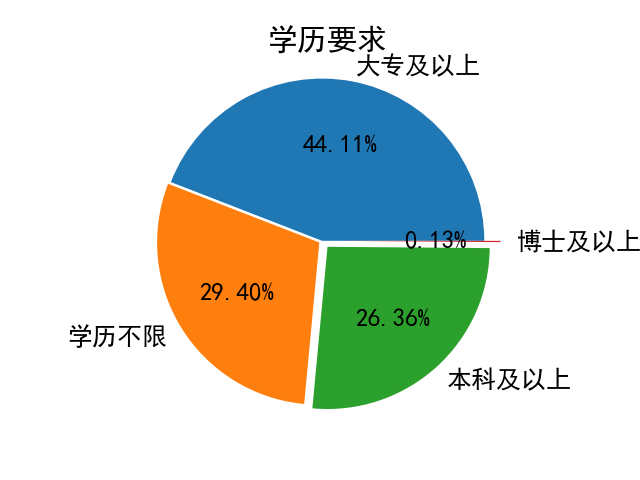 学历要求
大专及以上
44.11%
0.13%
博士及以上
29.40%
26.36%
学历不限
本科及以上